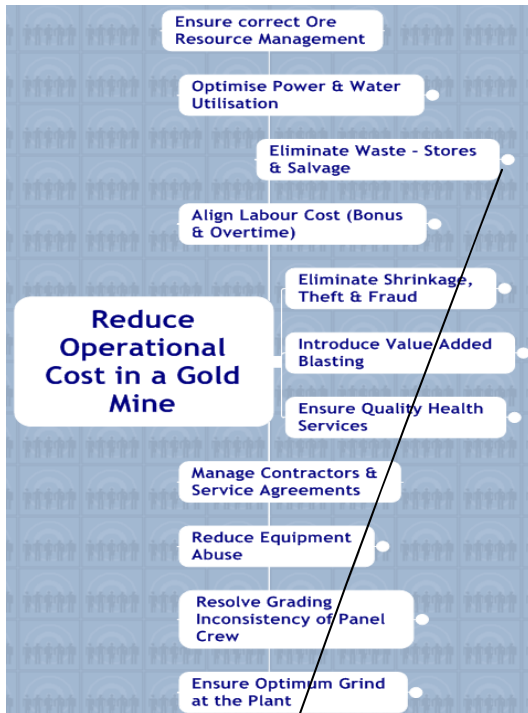 Ensure correct Ore
Resource Management
Optimise Power & Water
Utilisation
Eliminate Waste - Stores
& Salvage
Align Labour Cost (Bonus
& Overtime)
Eliminate Shrinkage,
Theft & Fraud
Reduce
Operational
Cost in a Gold
Mine
Introduce Value Added
Blasting
Ensure Quality Health
Services
Manage Contractors &
Service Agreements
Reduce Equipment
Abuse
Resolve Grading
Inconsistency of Panel
Crew
Ensure Optimum Grind
at the Plant